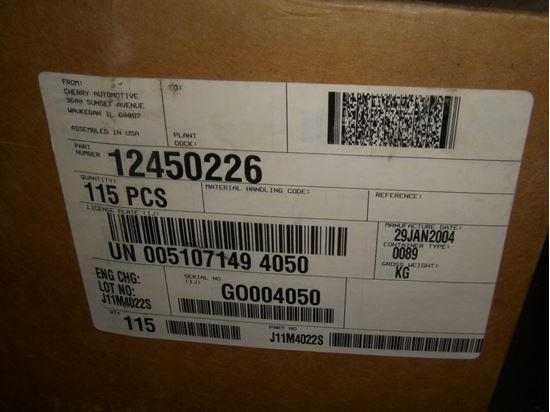 FROM:
CHERRY AUTOMOTIVE
3600 SUNSET AVENUE
WAUKEGAN IL 60087
ASSEMBLED IN USA
TO:
PLANT
DOCK:
PART
NUMBER
12450226
QUANTITY:
115 PCS
MATERIAL HANDLING CODE:
REFERENCE:
LICENSE PLATE (1J)
UN 005107149 4050
MANUFACTURE DATE:
29JAN2004
CONTAINER TYPE:
0089
GROSS WEIGHT:
KG
ENG CHG:
LOT NO:
J11M4022S
SERIAL NO
(1J)
GO004050
QTY
115
PART NO
J11M4022S